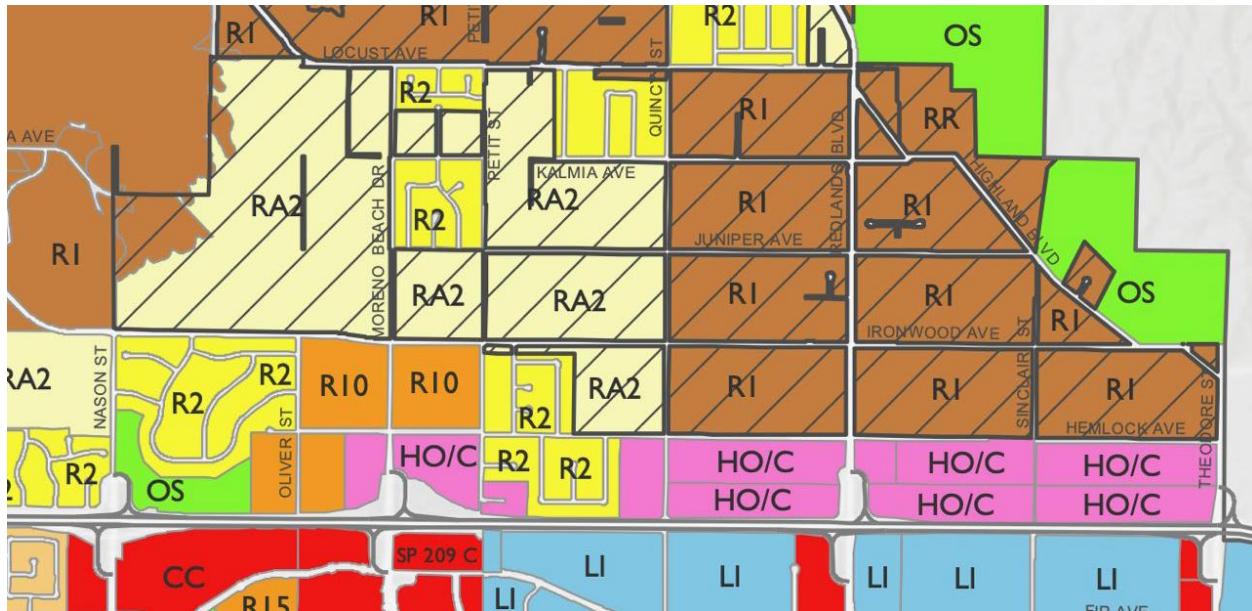 R1
R1
PETI
R2
OS
LOCUST AVE
QUINCY ST
R2
R1
RR
A AVE
PETIT ST
REDLANDS BLVD
KALMIA AVE
HIGHLAND BLVD
RA2
RA2
R1
R1
R2
MORENO BEACH DR
JUNIPER AVE
R1
RA2
RA2
R1
R1
OS
R1
IRONWOOD AVE
SINCLAIR ST
NASON ST
RA2
R2
R2
R10
R10
RA2
R1
R1
R1
R2
OLIVER ST
HEMLOCK AVE
THEODORE S
R2
OS
HO/C
R2
R2
HO/C
HO/C
HO/C
HO/C
HO/C
HO/C
SP 209 C
CC
LI
LI
LI
LI
LI
R15
LI
FIR AVE